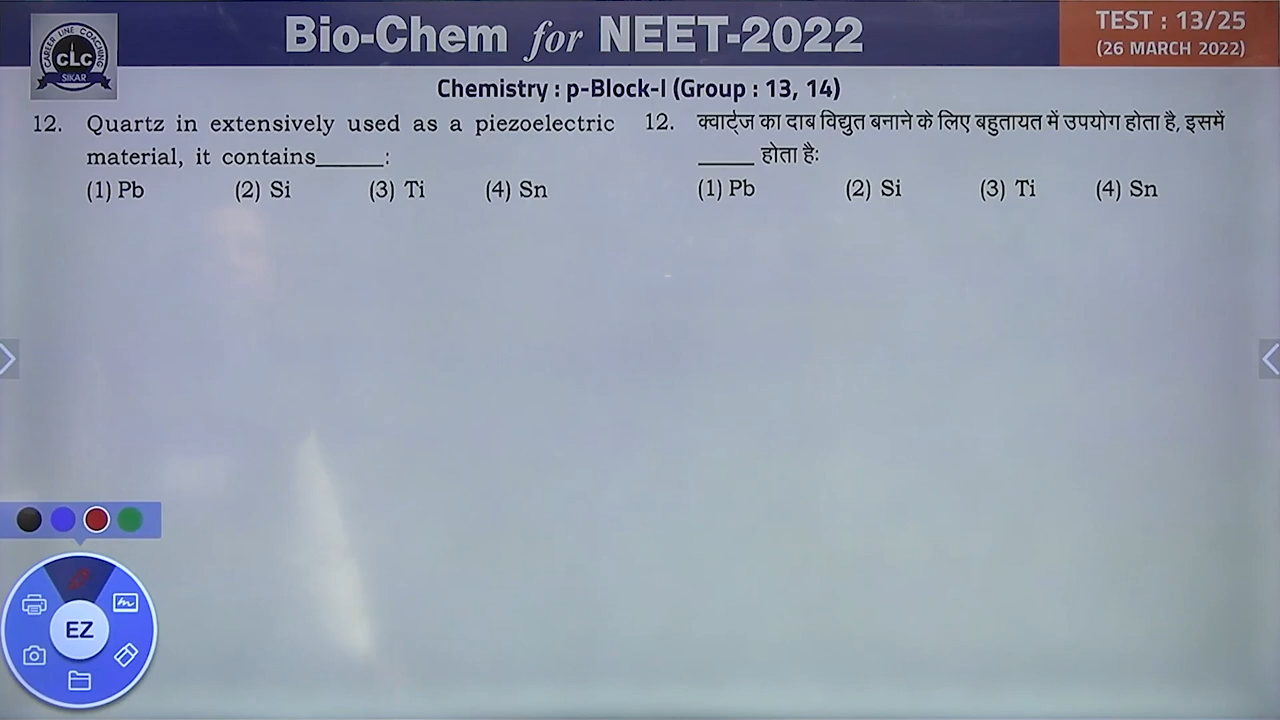 CAREER LINE COACHING
CLC
SIKAR
Bio-Chem for NEET-2022
TEST : 13/25
(26 MARCH 2022)
Chemistry : p-Block-I (Group : 13, 14)
12. Quartz in extensively used as a piezoelectric
material, it contains______:
(1) Pb (2) Si (3) Ti (4) Sn
12. क्वार्ट्ज का दाब विद्युत बनाने के लिए बहुतायत में उपयोग होता है, इसमें
_____ होता है:
(1) Pb (2) Si (3) Ti (4) Sn
EZ